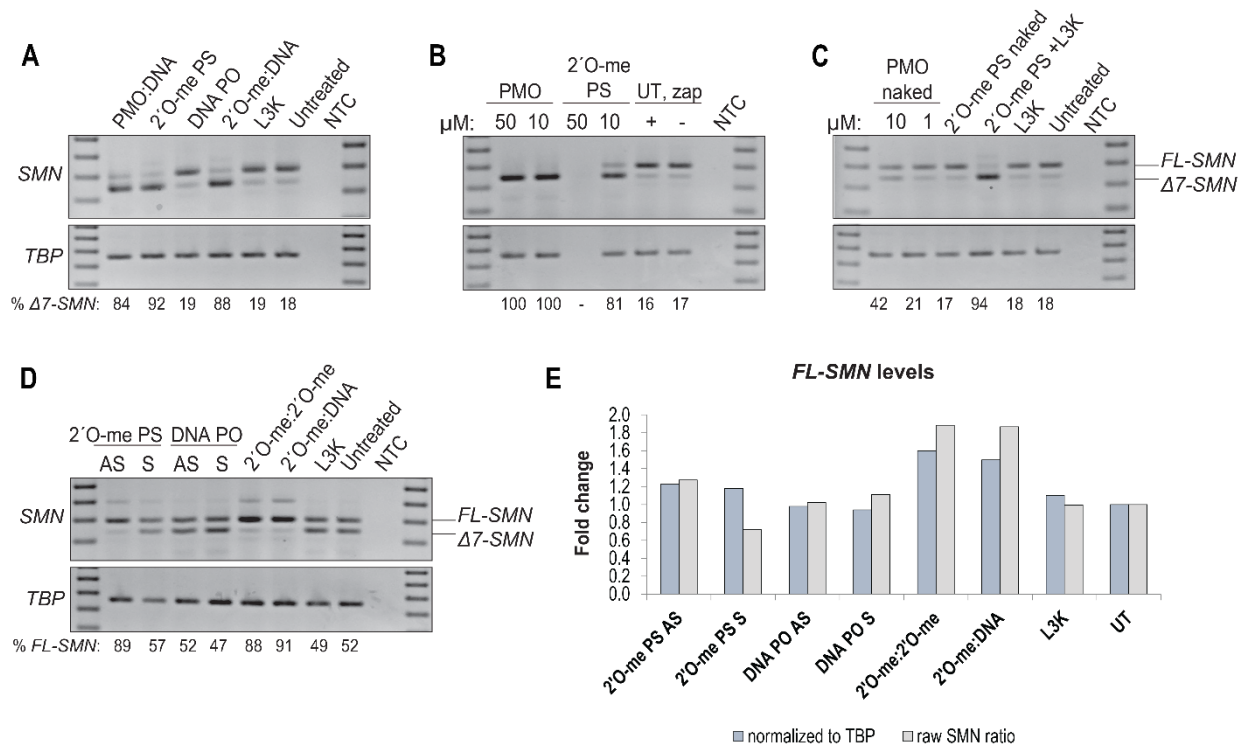 A
PMO:DNA
2´O-me PS
DNA PO
2´O-me:DNA
L3K
Untreated
NTC
SMN
TBP
% Δ7-SMN: 84 92 19 88 19 18
B
2´O-me
PMO PS UT, zap
NTC
µM: 50 10 50 10 + -
100 100 - 81 16 17
C
PMO
naked
2´O-me PS naked
2´O-me PS +L3K
L3K
Untreated
NTC
µM: 10 1
FL-SMN
Δ7-SMN
42 21 17 94 18 18
D
2´O-me PS DNA PO
AS S AS S
2´O-me:2´O-me
2´O-me:DNA
L3K
Untreated
NTC
SMN
FL-SMN
Δ7-SMN
TBP
% FL-SMN: 89 57 52 47 88 91 49 52
E
FL-SMN levels
Fold change
2.0
1.8
1.6
1.4
1.2
1.0
0.8
0.6
0.4
0.2
0.0
2'O-me PS AS
2'O-me PS S
DNA PO AS
DNA PO S
2'O-me:2'O-me
2'O-me:DNA
L3K
UT
normalized to TBP
raw SMN ratio